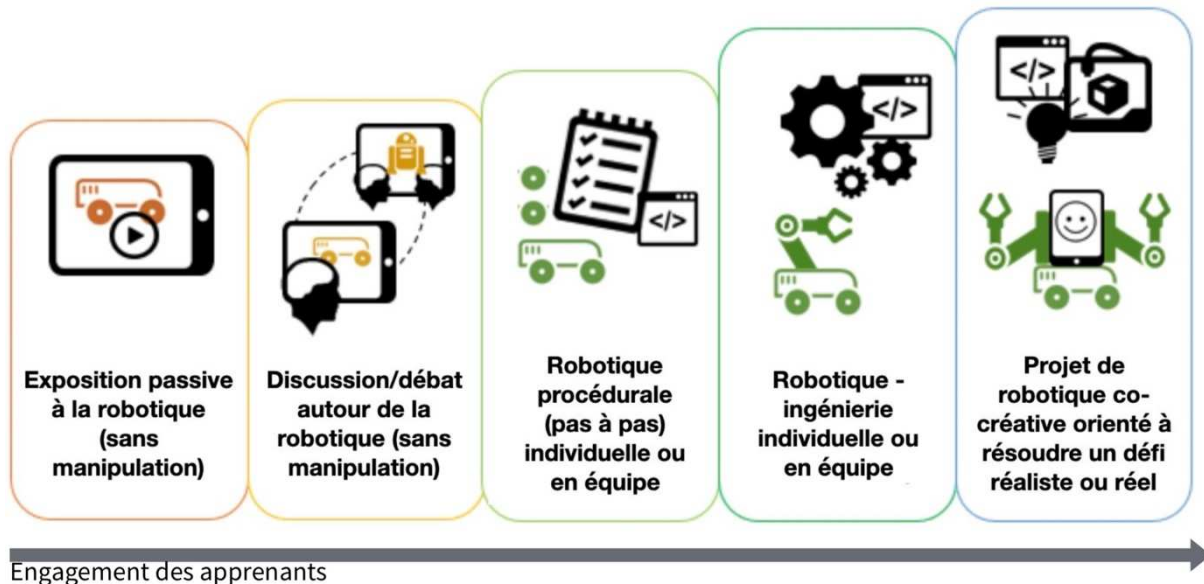 </>
</>
</>
</>
Exposition passive
à la robotique
(sans
manipulation)
Discussion/débat
autour de la
robotique (sans
manipulation)
Robotique
procédurale
(pas à pas)
individuelle ou
en équipe
Robotique -
ingénierie
individuelle ou
en équipe
Projet de
robotique co-
créative orienté à
résoudre un défi
réaliste ou réel
Engagement des apprenants